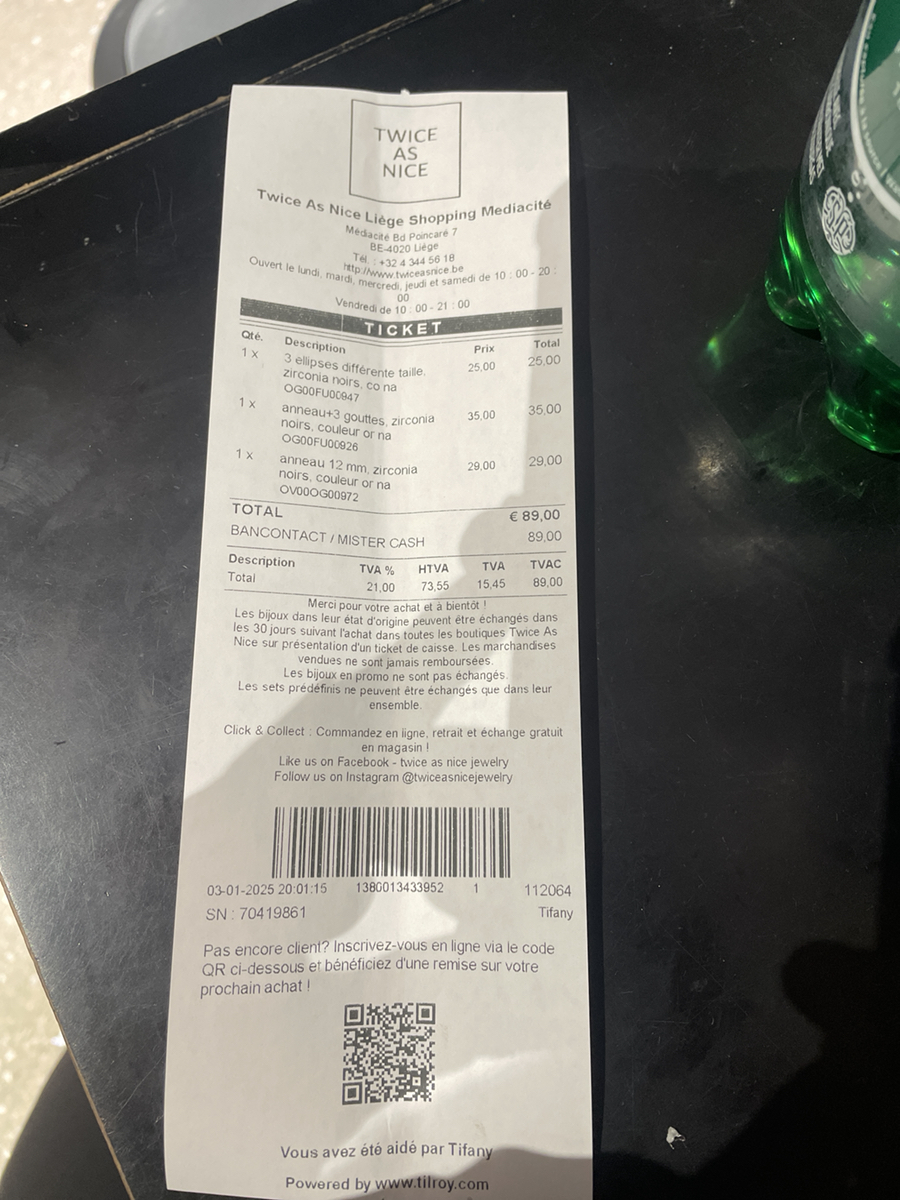 TWICE
AS
NICE
Twice As Nice Liège Shopping Mediacité
Médiacité Bd Poincaré 7
BE-4020 Liège
Tél. : +32 4 344 56 18
http://www.twiceasnice.be
Ouvert le lundi, mardi, mercredi, jeudi et samedi de 10 : 00 - 20 :
00
Vendredi de 10 : 00 - 21 : 00
TICKET
Qté. Description Prix Total
1 x 3 ellipses différente taille, 25,00 25,00
zirconia noirs, co na
OG00FU00947
1 x anneau+3 gouttes, zirconia 35,00 35,00
noirs, couleur or na
OG00FU00926
1 x anneau 12 mm, zirconia 29,00 29,00
noirs, couleur or na
OV00OG00972
TOTAL € 89,00
BANCONTACT / MISTER CASH 89,00
Description TVA % HTVA TVA TVAC
Total 21,00 73,55 15,45 89,00
Merci pour votre achat et à bientôt !
Les bijoux dans leur état d'origine peuvent être échangés dans
les 30 jours suivant l'achat dans toutes les boutiques Twice As
Nice sur présentation d'un ticket de caisse. Les marchandises
vendues ne sont jamais remboursées.
Les bijoux en promo ne sont pas échangés.
Les sets prédéfinis ne peuvent être échangés que dans leur
ensemble.
Click & Collect : Commandez en ligne, retrait et échange gratuit
en magasin !
Like us on Facebook - twice as nice jewelry
Follow us on Instagram @twiceasnicejewelry
03-01-2025 20:01:15 1380013433952 1 112064
SN : 70419861 Tifany
Pas encore client? Inscrivez-vous en ligne via le code
QR ci-dessous et bénéficiez d'une remise sur votre
prochain achat !
Vous avez été aidé par Tifany
Powered by www.tilroy.com